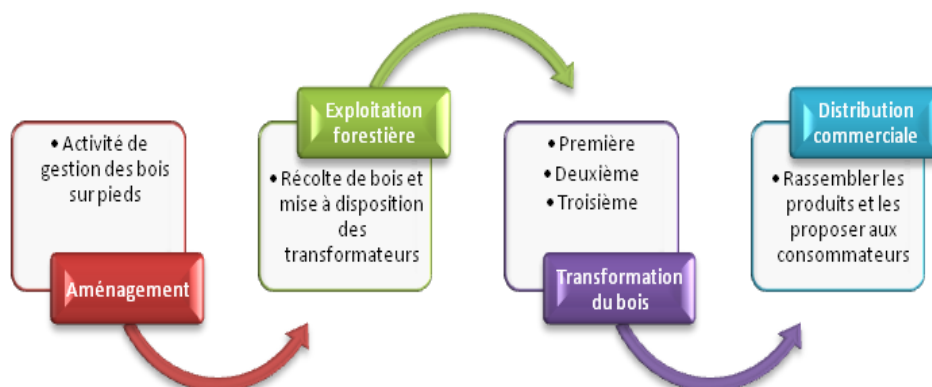 • Activité de
gestion des bois
sur pieds
Aménagement
Exploitation
forestière
• Récolte de bois et
mise à disposition
des
transformateurs
• Première
• Deuxième
• Troisième
Transformation
du bois
Distribution
commerciale
• Rassembler les
produits et les
proposer aux
consommateurs